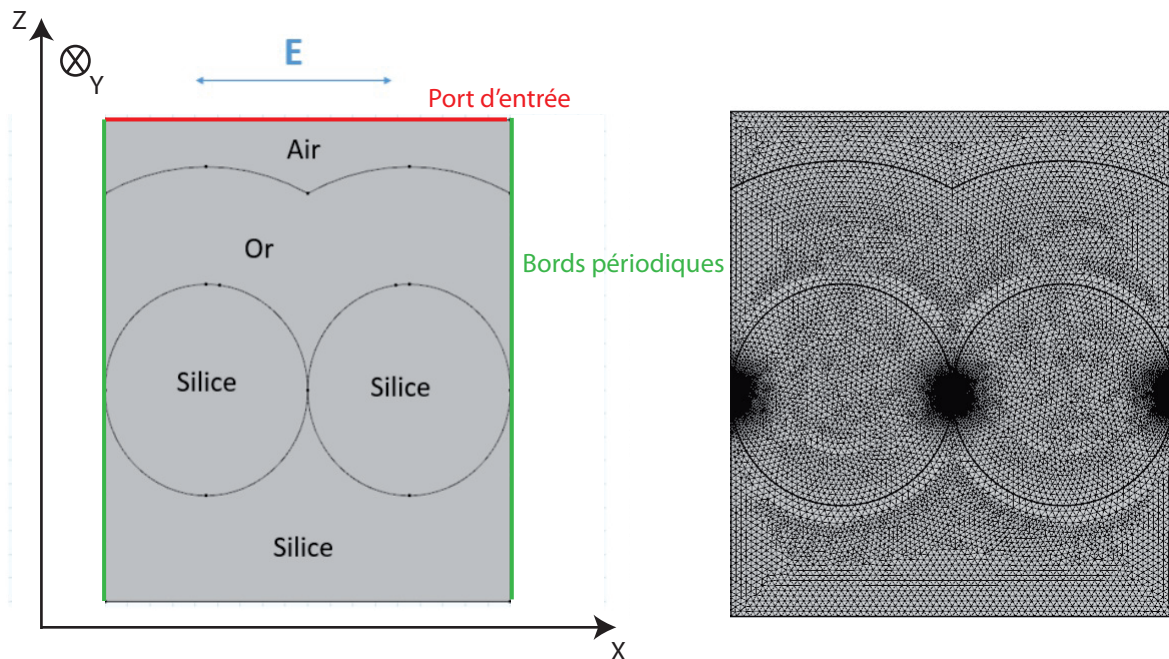 Z
Y
E
Port d'entrée
Air
Or
Bords périodiques
Silice
Silice
Silice
X